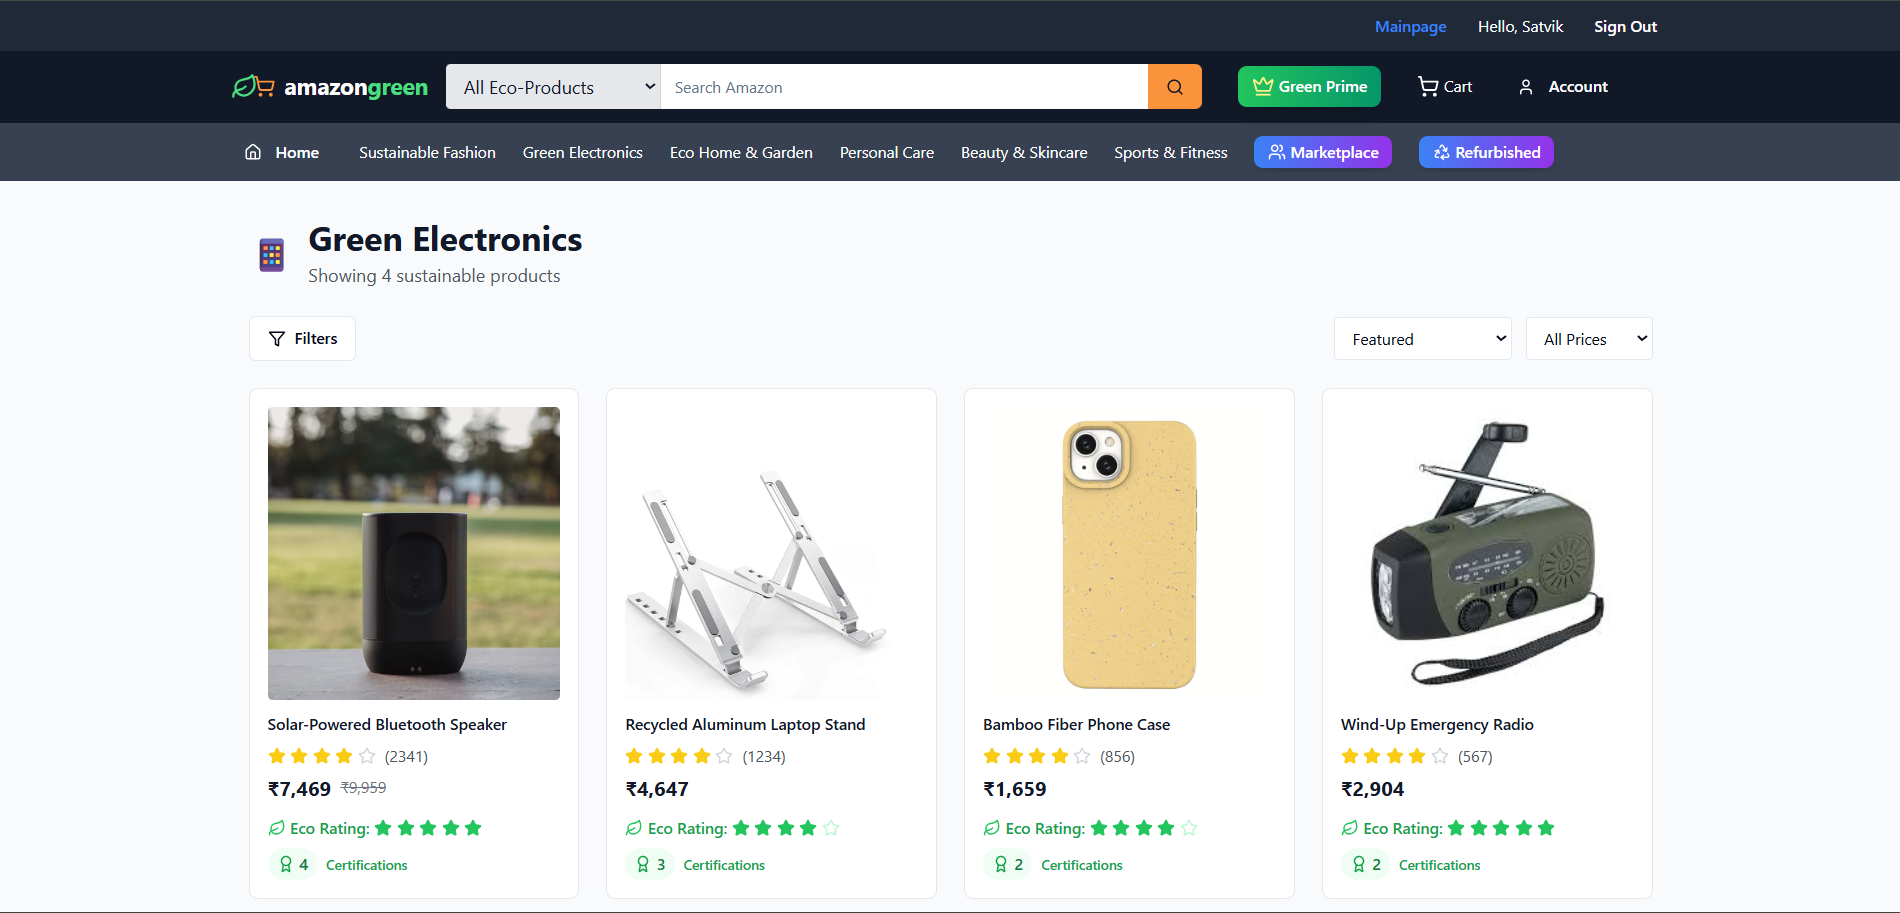 Mainpage Hello, Satvik Sign Out
amazongreen All Eco-Products Search Amazon Green Prime Cart Account
Home Sustainable Fashion Green Electronics Eco Home & Garden Personal Care Beauty & Skincare Sports & Fitness Marketplace Refurbished
Green Electronics
Showing 4 sustainable products
Filters Featured All Prices
Solar-Powered Bluetooth Speaker
(2341)
₹7,469 ₹9,959
Eco Rating:
4 Certifications
Recycled Aluminum Laptop Stand
(1234)
₹4,647
Eco Rating:
3 Certifications
Bamboo Fiber Phone Case
(856)
₹1,659
Eco Rating:
2 Certifications
Wind-Up Emergency Radio
(567)
₹2,904
Eco Rating:
2 Certifications